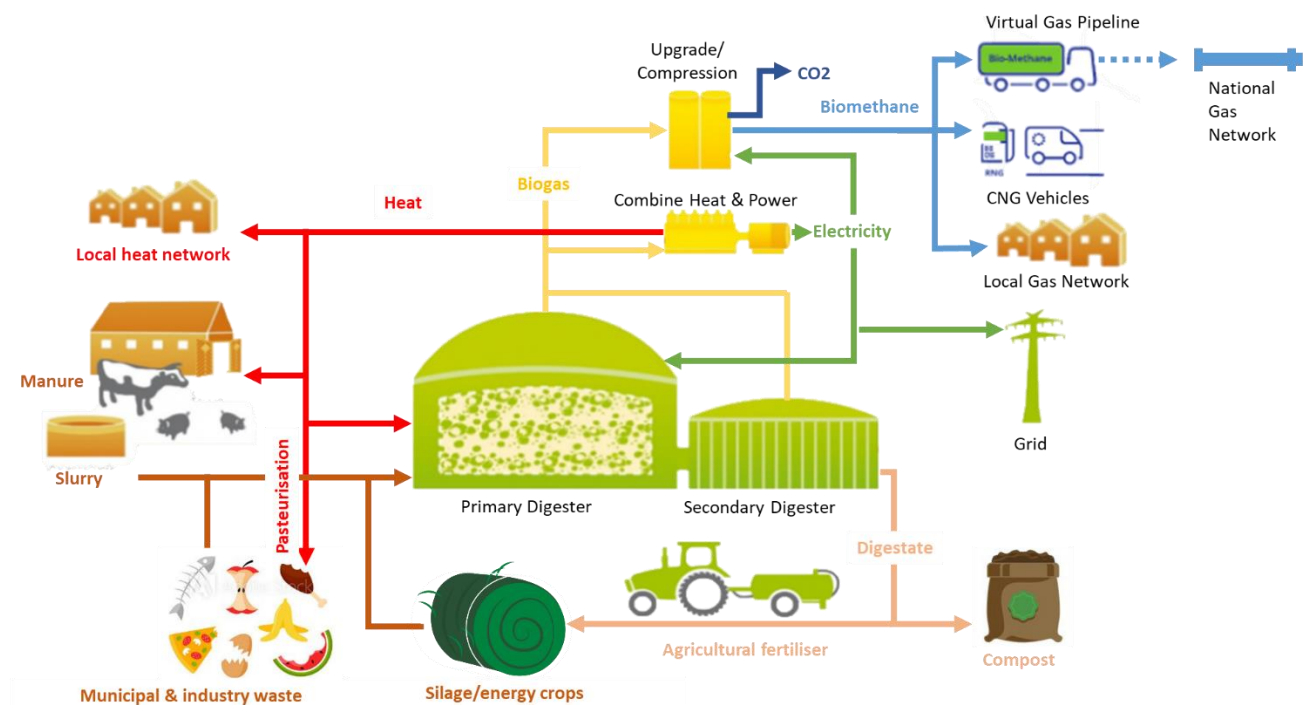 Virtual Gas Pipeline
Upgrade/
Compression
CO2
Bio-Methane
Biomethane
National
Gas
Network
RNG
CNG Vehicles
Biogas
Heat
Combine Heat & Power
Electricity
Local heat network
Local Gas Network
Manure
Grid
Slurry
Pasteurisation
Primary Digester
Secondary Digester
Digestate
Agricultural fertiliser
Compost
Municipal & industry waste
Silage/energy crops